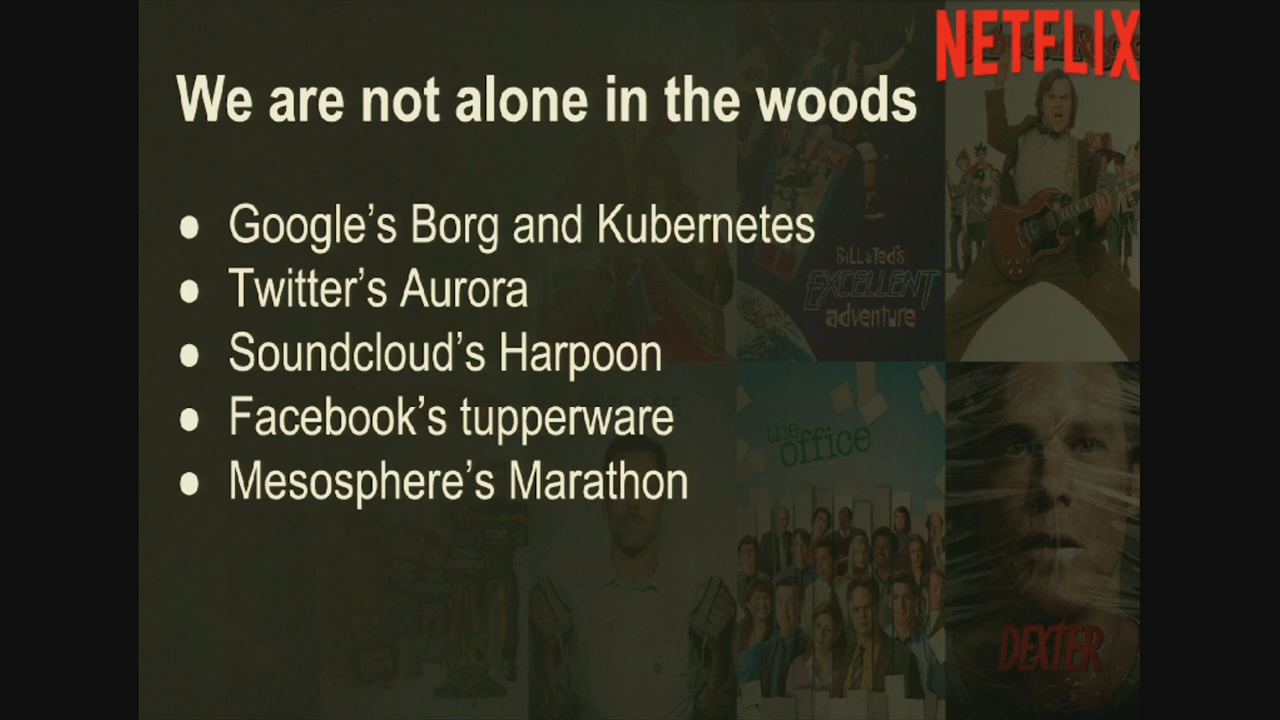 NETFLIX
We are not alone in the woods
● Google's Borg and Kubernetes
● Twitter's Aurora
● Soundcloud's Harpoon
● Facebook's tupperware
● Mesosphere's Marathon
BiLL & Ted's
EXCELLENT
adventure
the
office
DEXTER